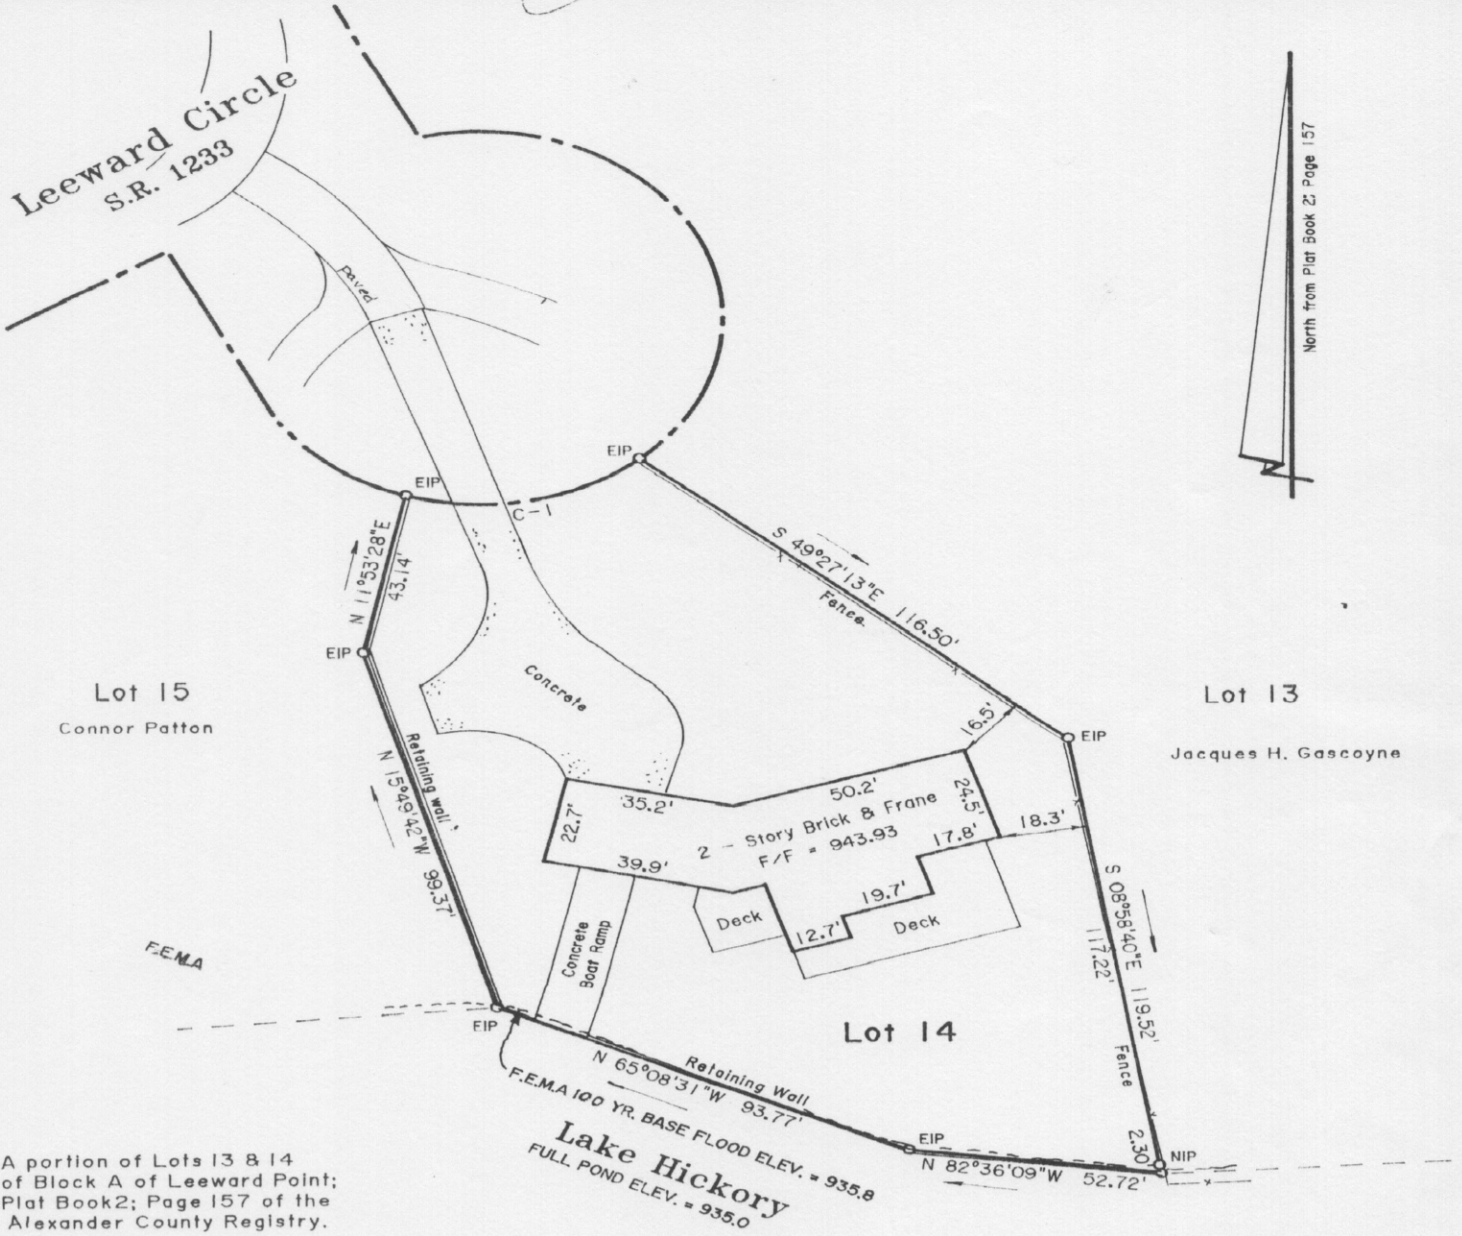 Leeward Circle
S.R. 1233
North from Plat Book 2; Page 157
Paved
EIP
EIP
C-1
N 11°53'28"E
43.14'
S 49°27'13"E 116.50'
Fence
EIP
EIP
Lot 15
Connor Patton
Lot 13
Jacques H. Gascoyne
Concrete
Retaining wall
N 15°49'42"W 99.37'
16.5'
35.2'
50.2'
24.5'
22.7'
2 - Story Brick & Frane
F/F = 943.93
17.8'
18.3'
39.9'
19.7'
12.7'
Deck
Deck
Concrete
Boat Ramp
S 08°58'40"E 119.52'
117.22'
Fence
2.30'
F.E.M.A
EIP
Lot 14
Retaining Wall
N 65°08'31"W 93.77'
F.E.M.A 100 YR. BASE FLOOD ELEV. = 935.8
Lake Hickory
FULL POND ELEV. = 935.0
EIP
NIP
N 82°36'09"W 52.72'
A portion of Lots 13 & 14
of Block A of Leeward Point;
Plat Book2; Page 157 of the
Alexander County Registry.